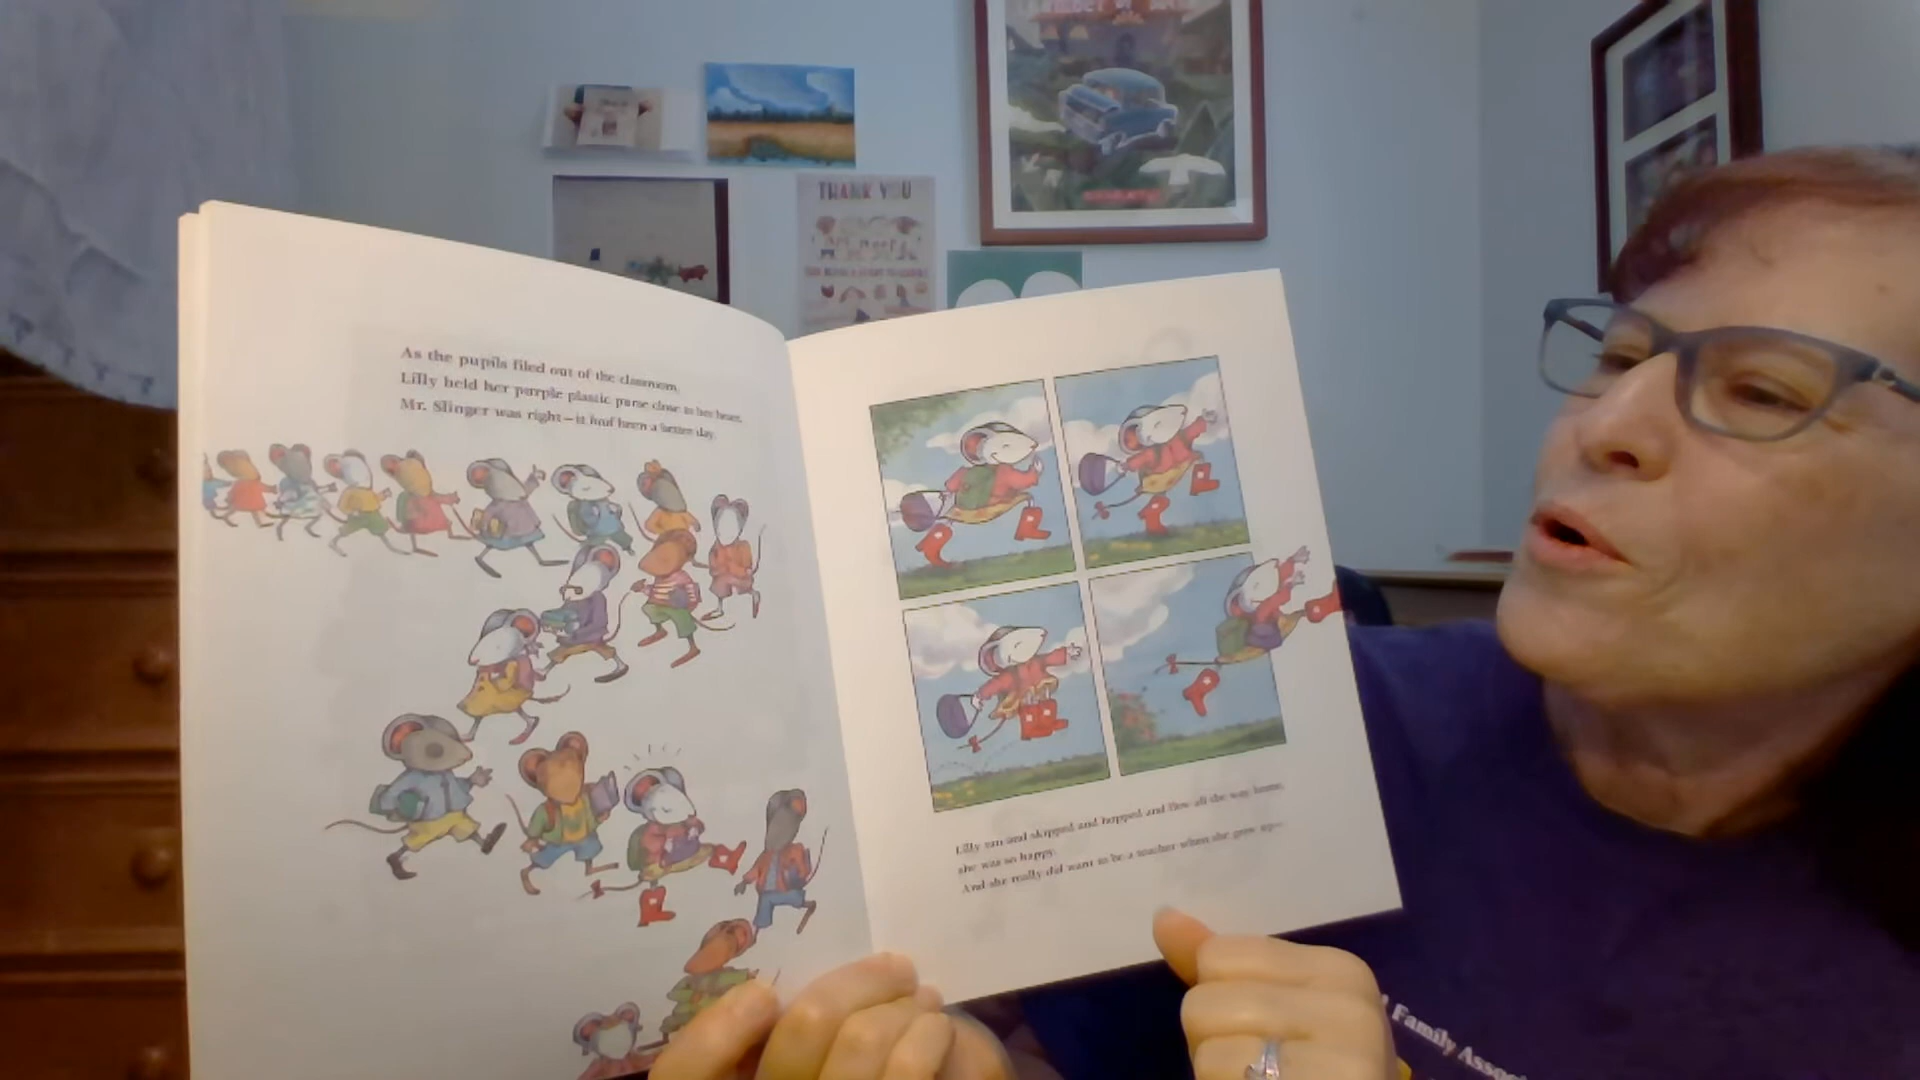 THANK YOU
As the pupils filed out of the classroom,
Lilly held her purple plastic purse close to her heart.
Mr. Slinger was right—it had been a better day.
Lilly ran and skipped and hopped and flew all the way home,
she was so happy.
And she really did want to be a teacher when she grew up—
Family Assoc